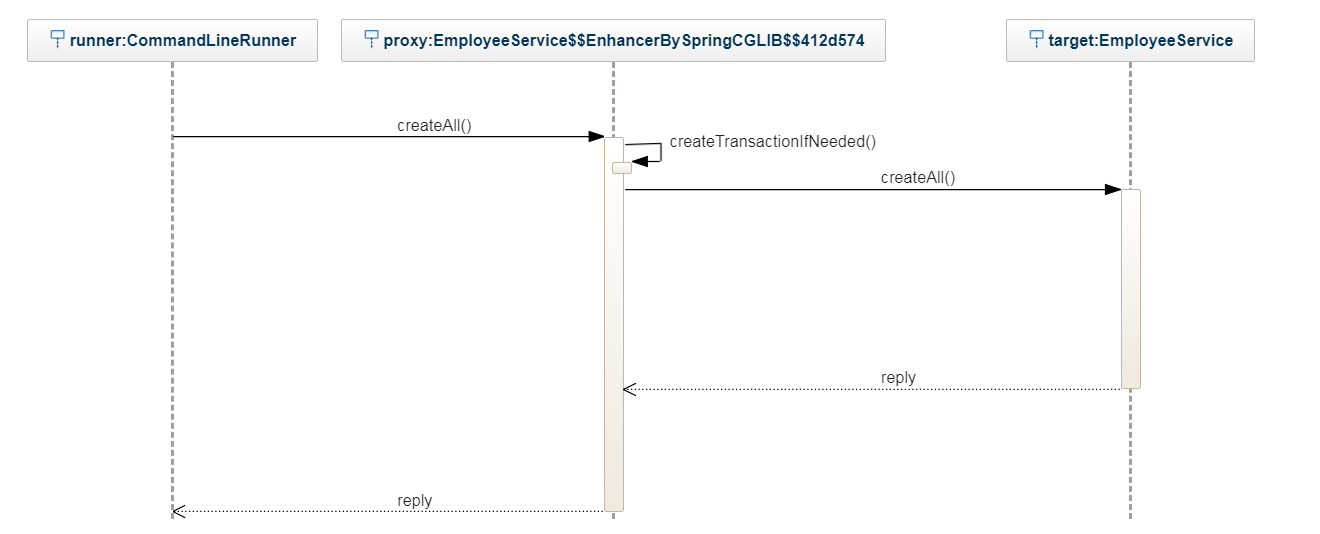 runner:CommandLineRunner
proxy:EmployeeService$$EnhancerBySpringCGLIB$$412d574
target:EmployeeService
createAll()
createTransactionIfNeeded()
createAll()
reply
reply